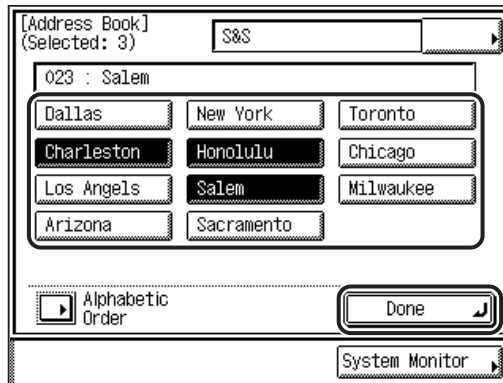 [Address Book]
(Selected: 3)
S&S
023 : Salem
Dallas New York Toronto
Charleston Honolulu Chicago
Los Angels Salem Milwaukee
Arizona Sacramento
Alphabetic
Order
Done
System Monitor